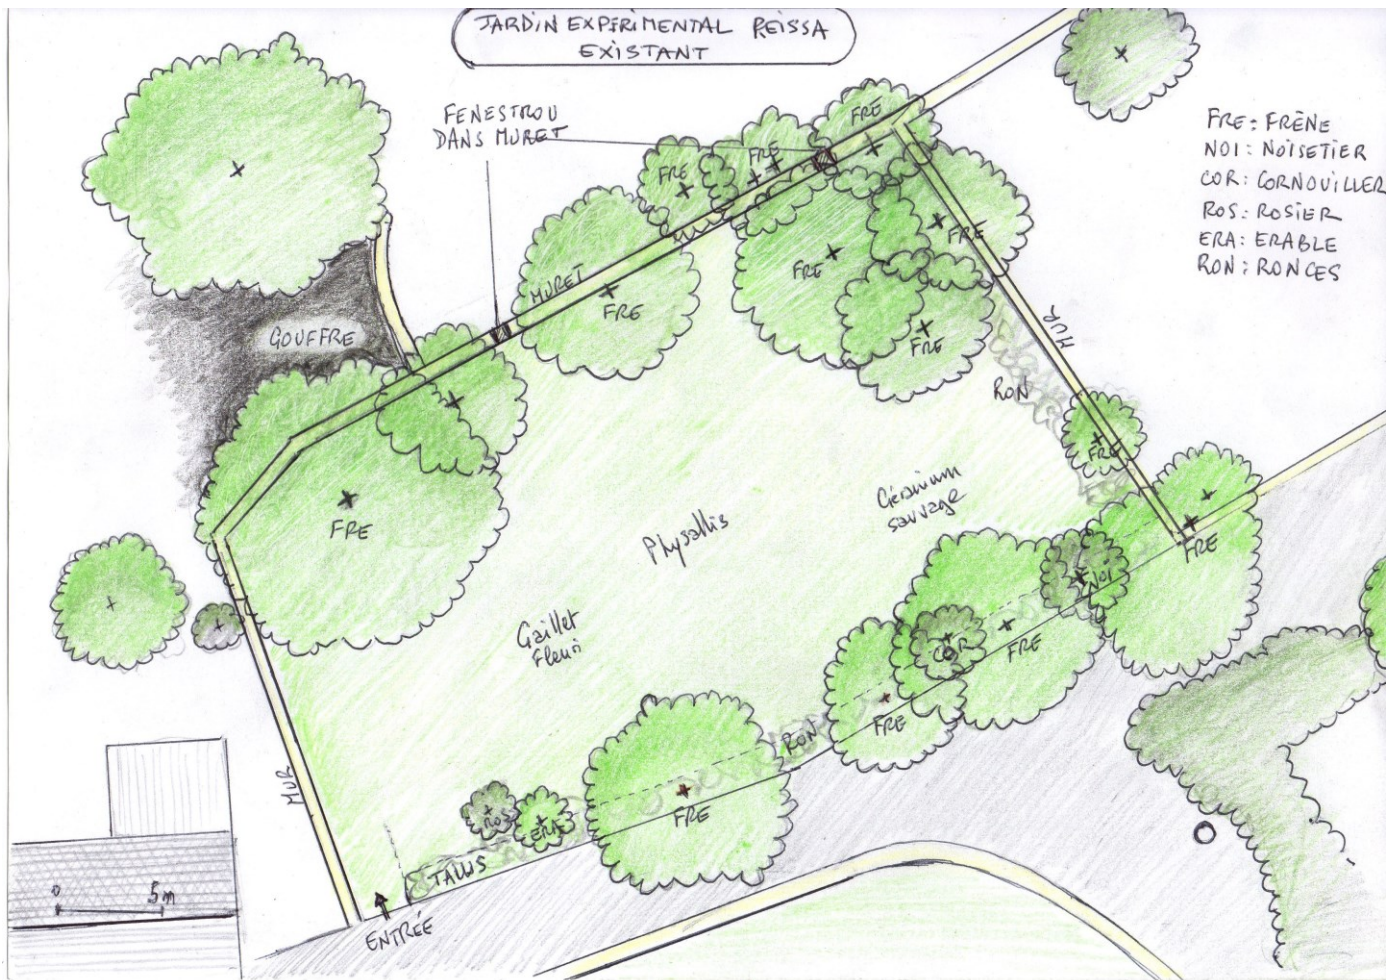 JARDIN EXPERIMENTAL REISSA
EXISTANT
FENESTROU
DANS MURET
FRE : FRÊNE
NOI : NOISETIER
COR : CORNOUILLER
ROS : ROSIER
ERA : ERABLE
RON : RONCES
FRE
FRE
FRE
FRE
FRE
FRE
MURET
FRE
FRE
GOUFFRE
MUR
RON
FRE
FRE
Géranium
sauvage
Physallis
FRE
NOI
Gaillet
Fleuri
COR
FRE
FRE
RON
MUR
ROS
ERA
FRE
TALUS
0 5m
ENTRÉE